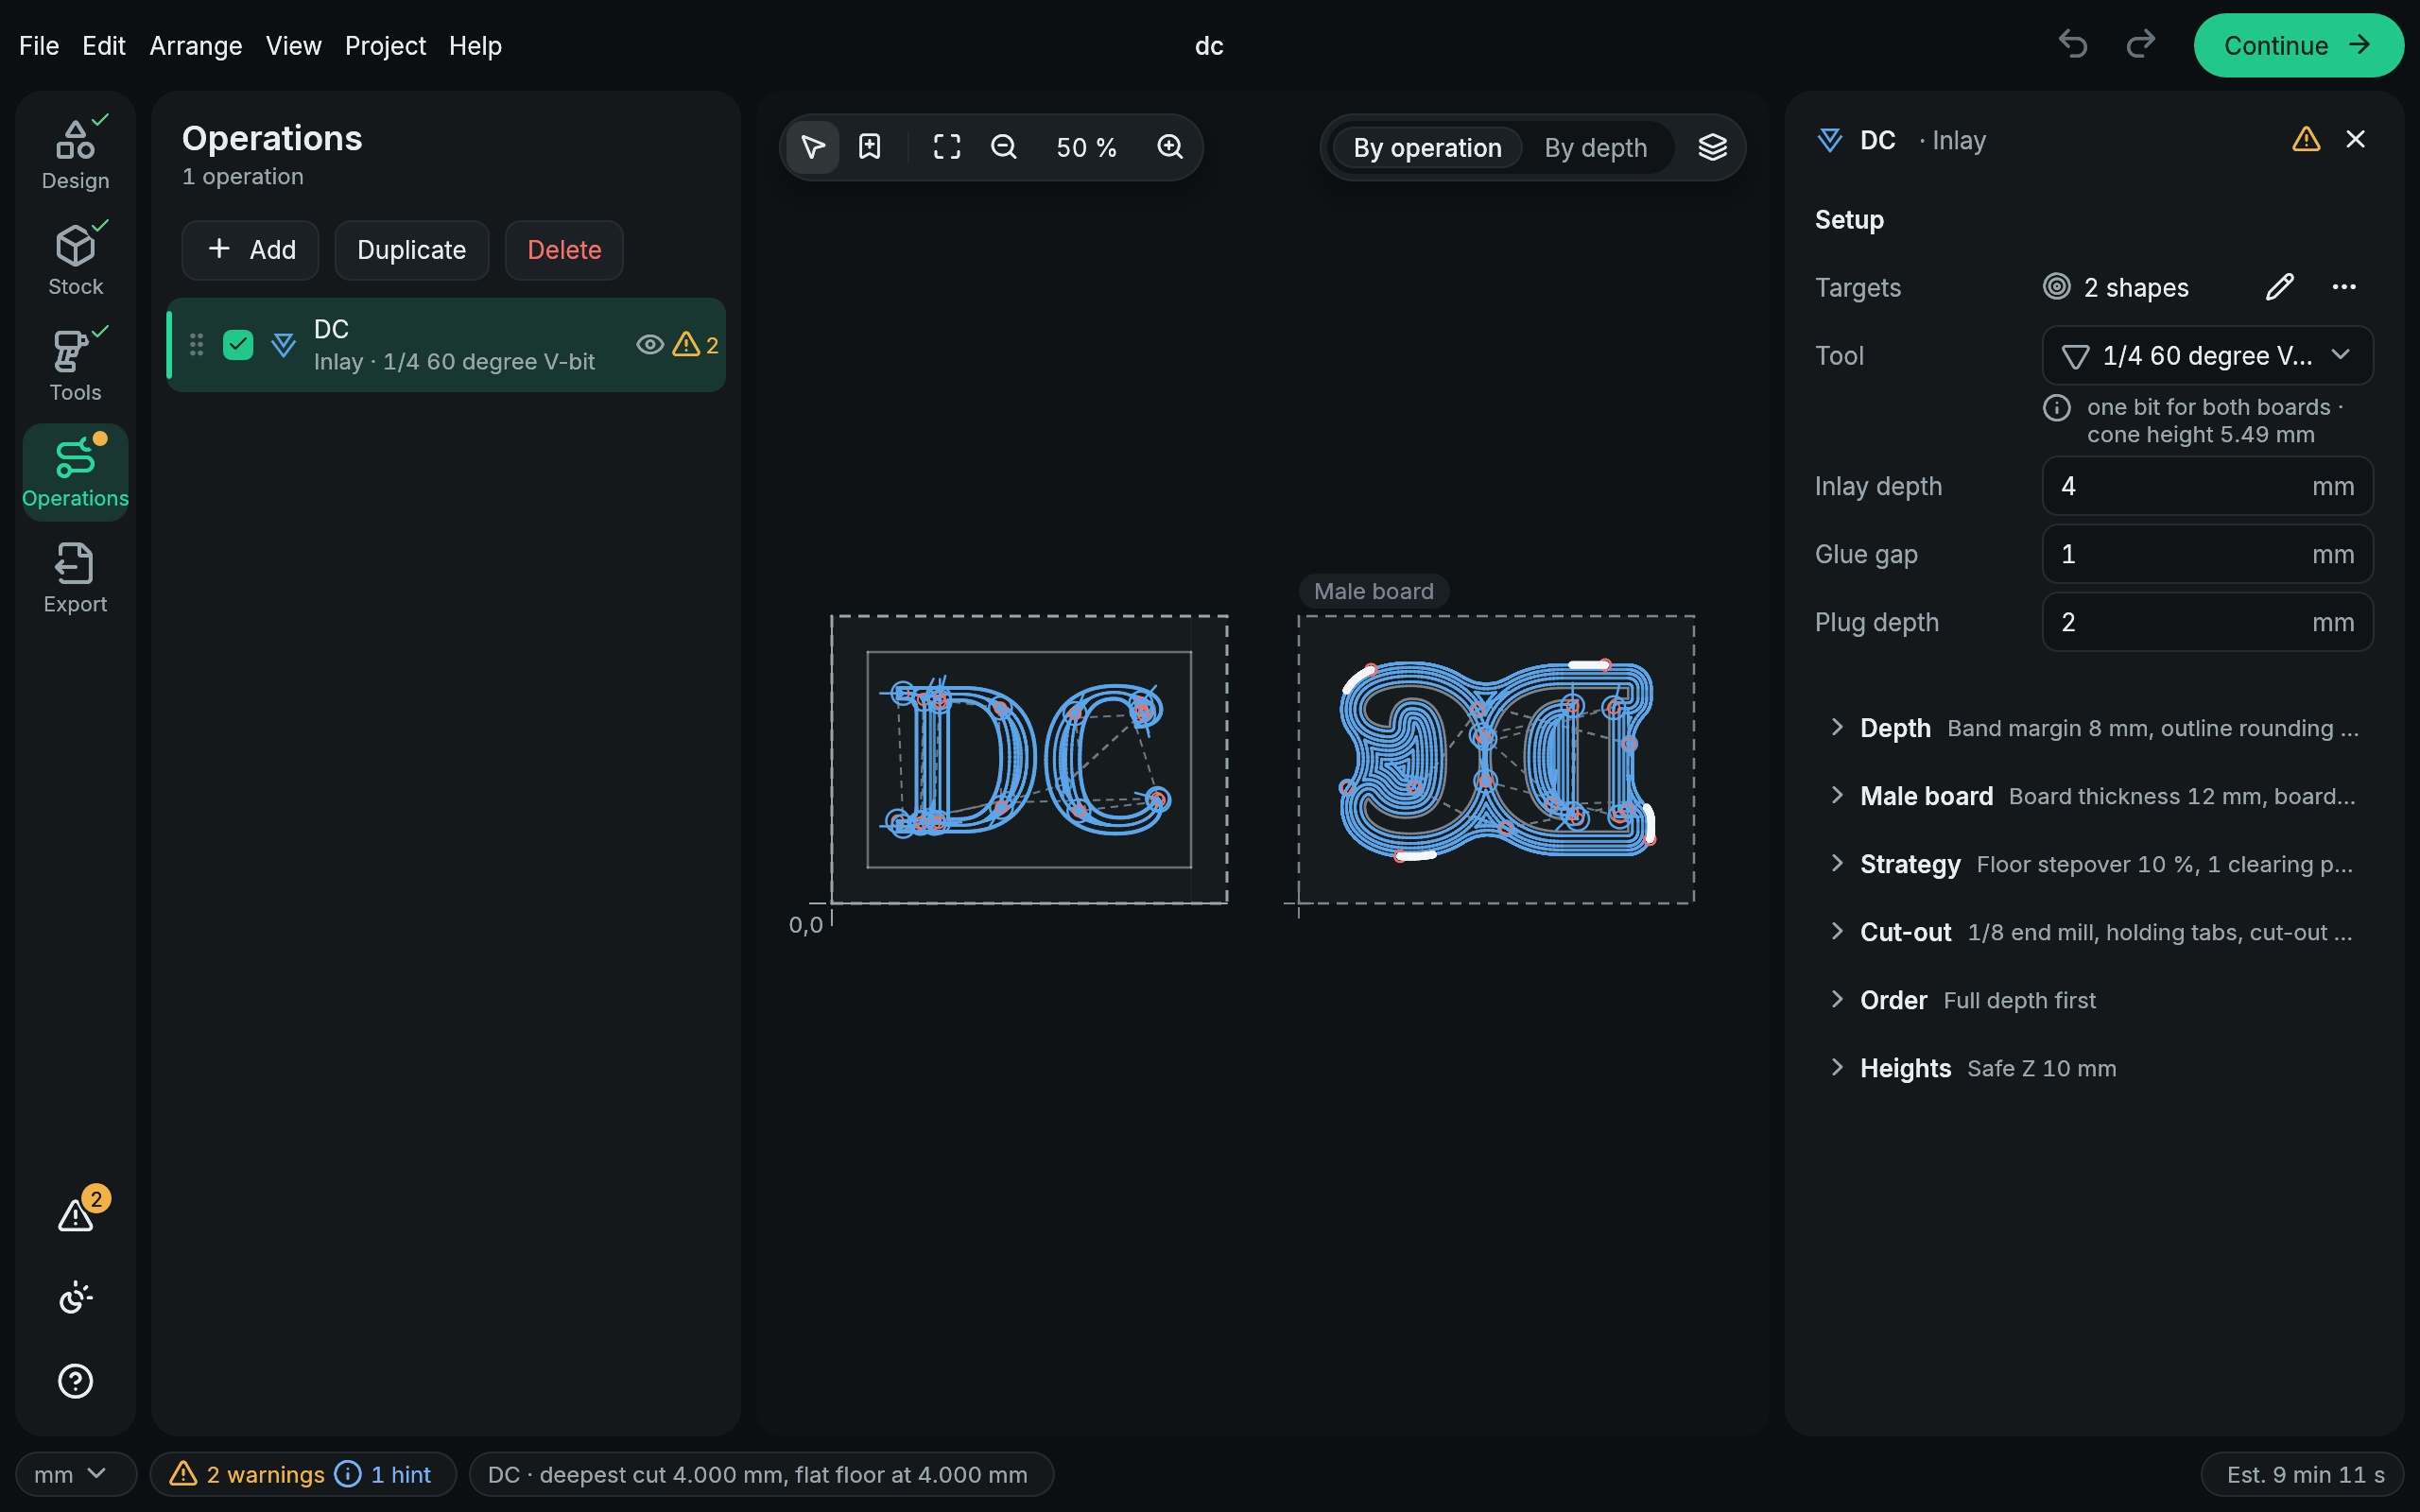 File Edit Arrange View Project Help
dc
Continue
Design
Stock
Tools
Operations
Export
2
Operations
1 operation
Add
Duplicate
Delete
DC
Inlay · 1/4 60 degree V-bit
2
50 %
By operation
By depth
Male board
0,0
DC · Inlay
Setup
Targets 2 shapes
Tool 1/4 60 degree V...
one bit for both boards ·
cone height 5.49 mm
Inlay depth 4 mm
Glue gap 1 mm
Plug depth 2 mm
Depth Band margin 8 mm, outline rounding ...
Male board Board thickness 12 mm, board...
Strategy Floor stepover 10 %, 1 clearing p...
Cut-out 1/8 end mill, holding tabs, cut-out ...
Order Full depth first
Heights Safe Z 10 mm
mm
2 warnings 1 hint
DC · deepest cut 4.000 mm, flat floor at 4.000 mm
Est. 9 min 11 s